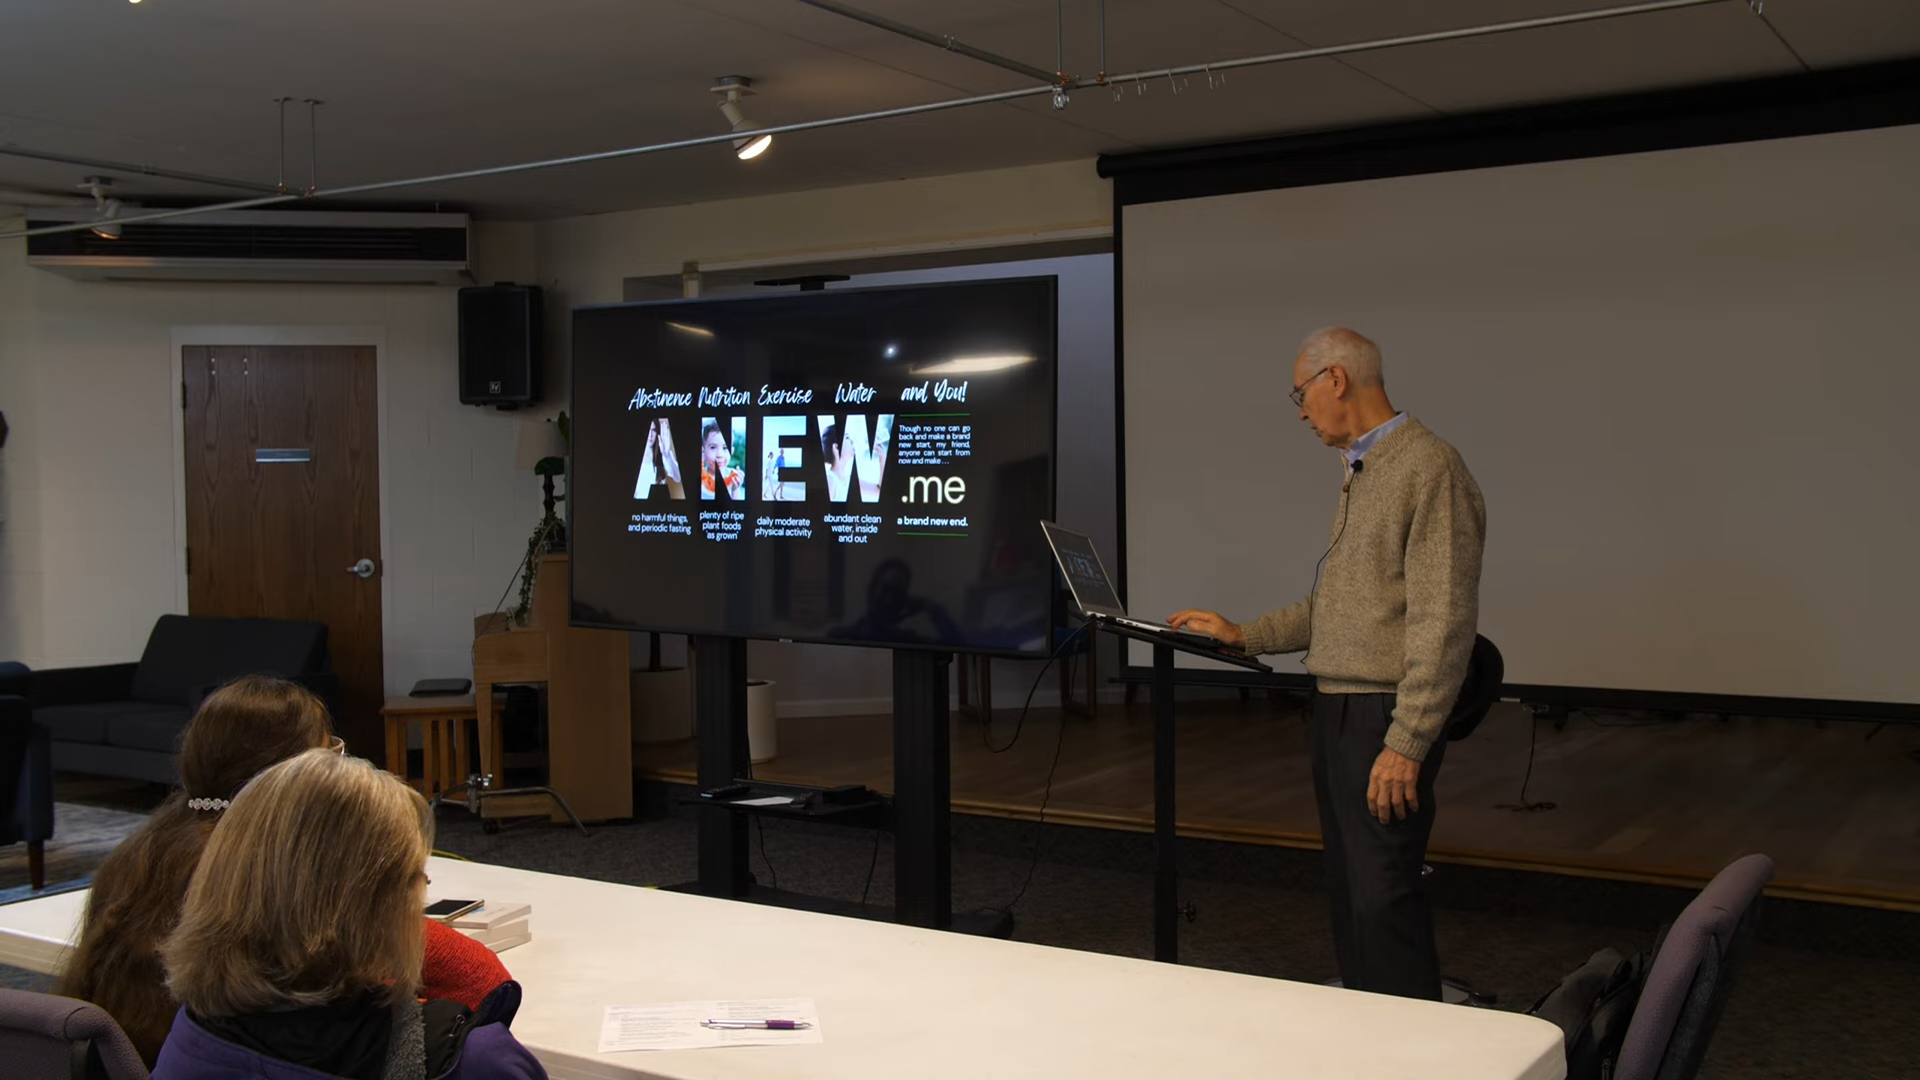 Abstinence Nutrition Exercise Water and You!
ANEW
Though no one can go
back and make a brand
new start, my friend,
anyone can start from
now and make...
.me
a brand new end.
no harmful things,
and periodic fasting
plenty of ripe
plant foods
'as grown'
daily moderate
physical activity
abundant clean
water, inside
and out